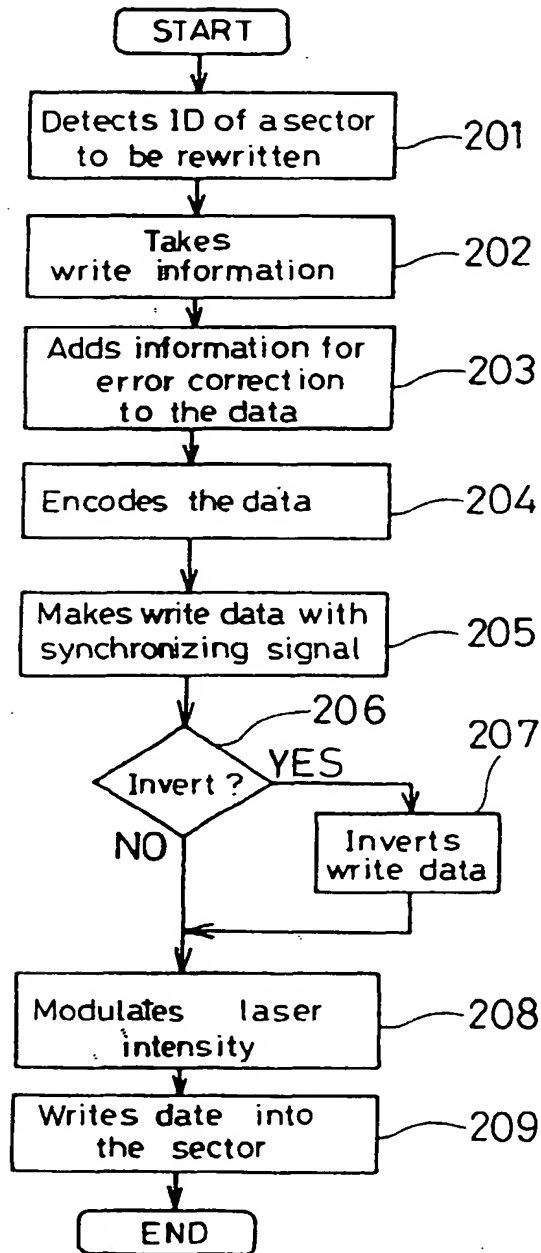 START
Detects ID of a sector
to be rewritten
201
Takes
write information
202
Adds information for
error correction
to the data
203
Encodes the data
204
Makes write data with
synchronizing signal
205
206
Invert?
YES
207
NO
Inverts
write data
Modulates laser
intensity
208
Writes date into
the sector
209
END